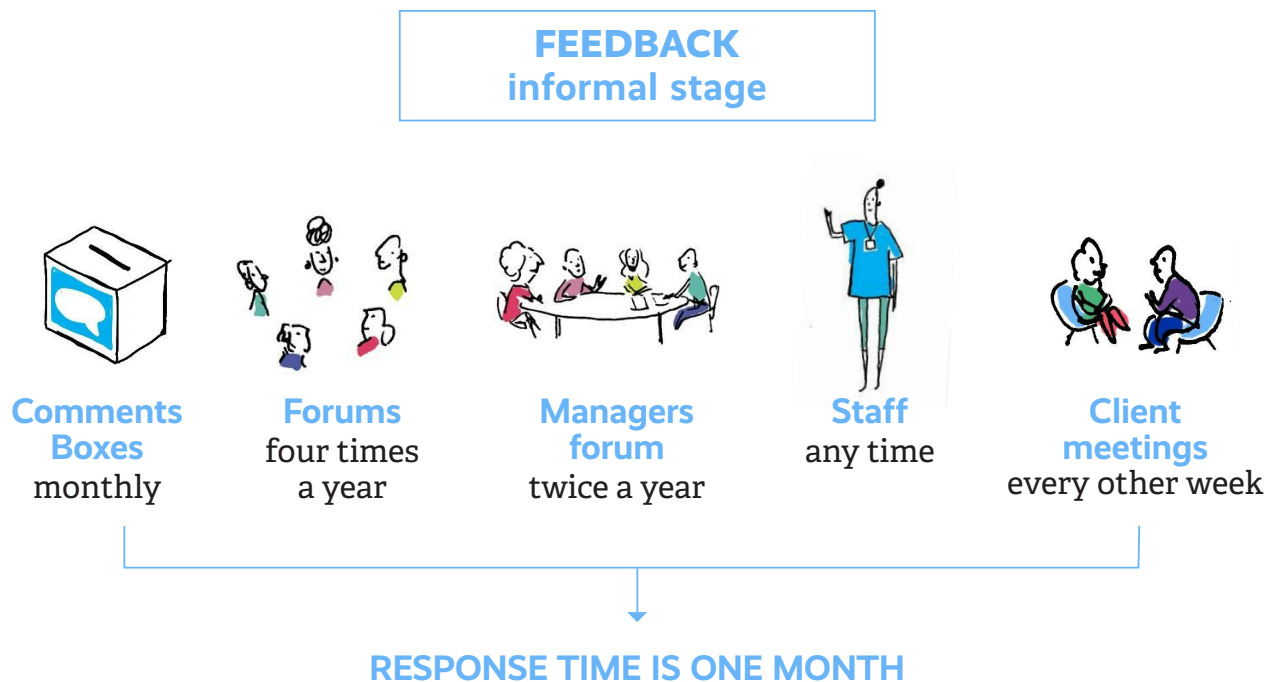 FEEDBACK
informal stage
Comments
Boxes
monthly
Forums
four times
a year
Managers
forum
twice a year
Staff
any time
Client
meetings
every other week
RESPONSE TIME IS ONE MONTH